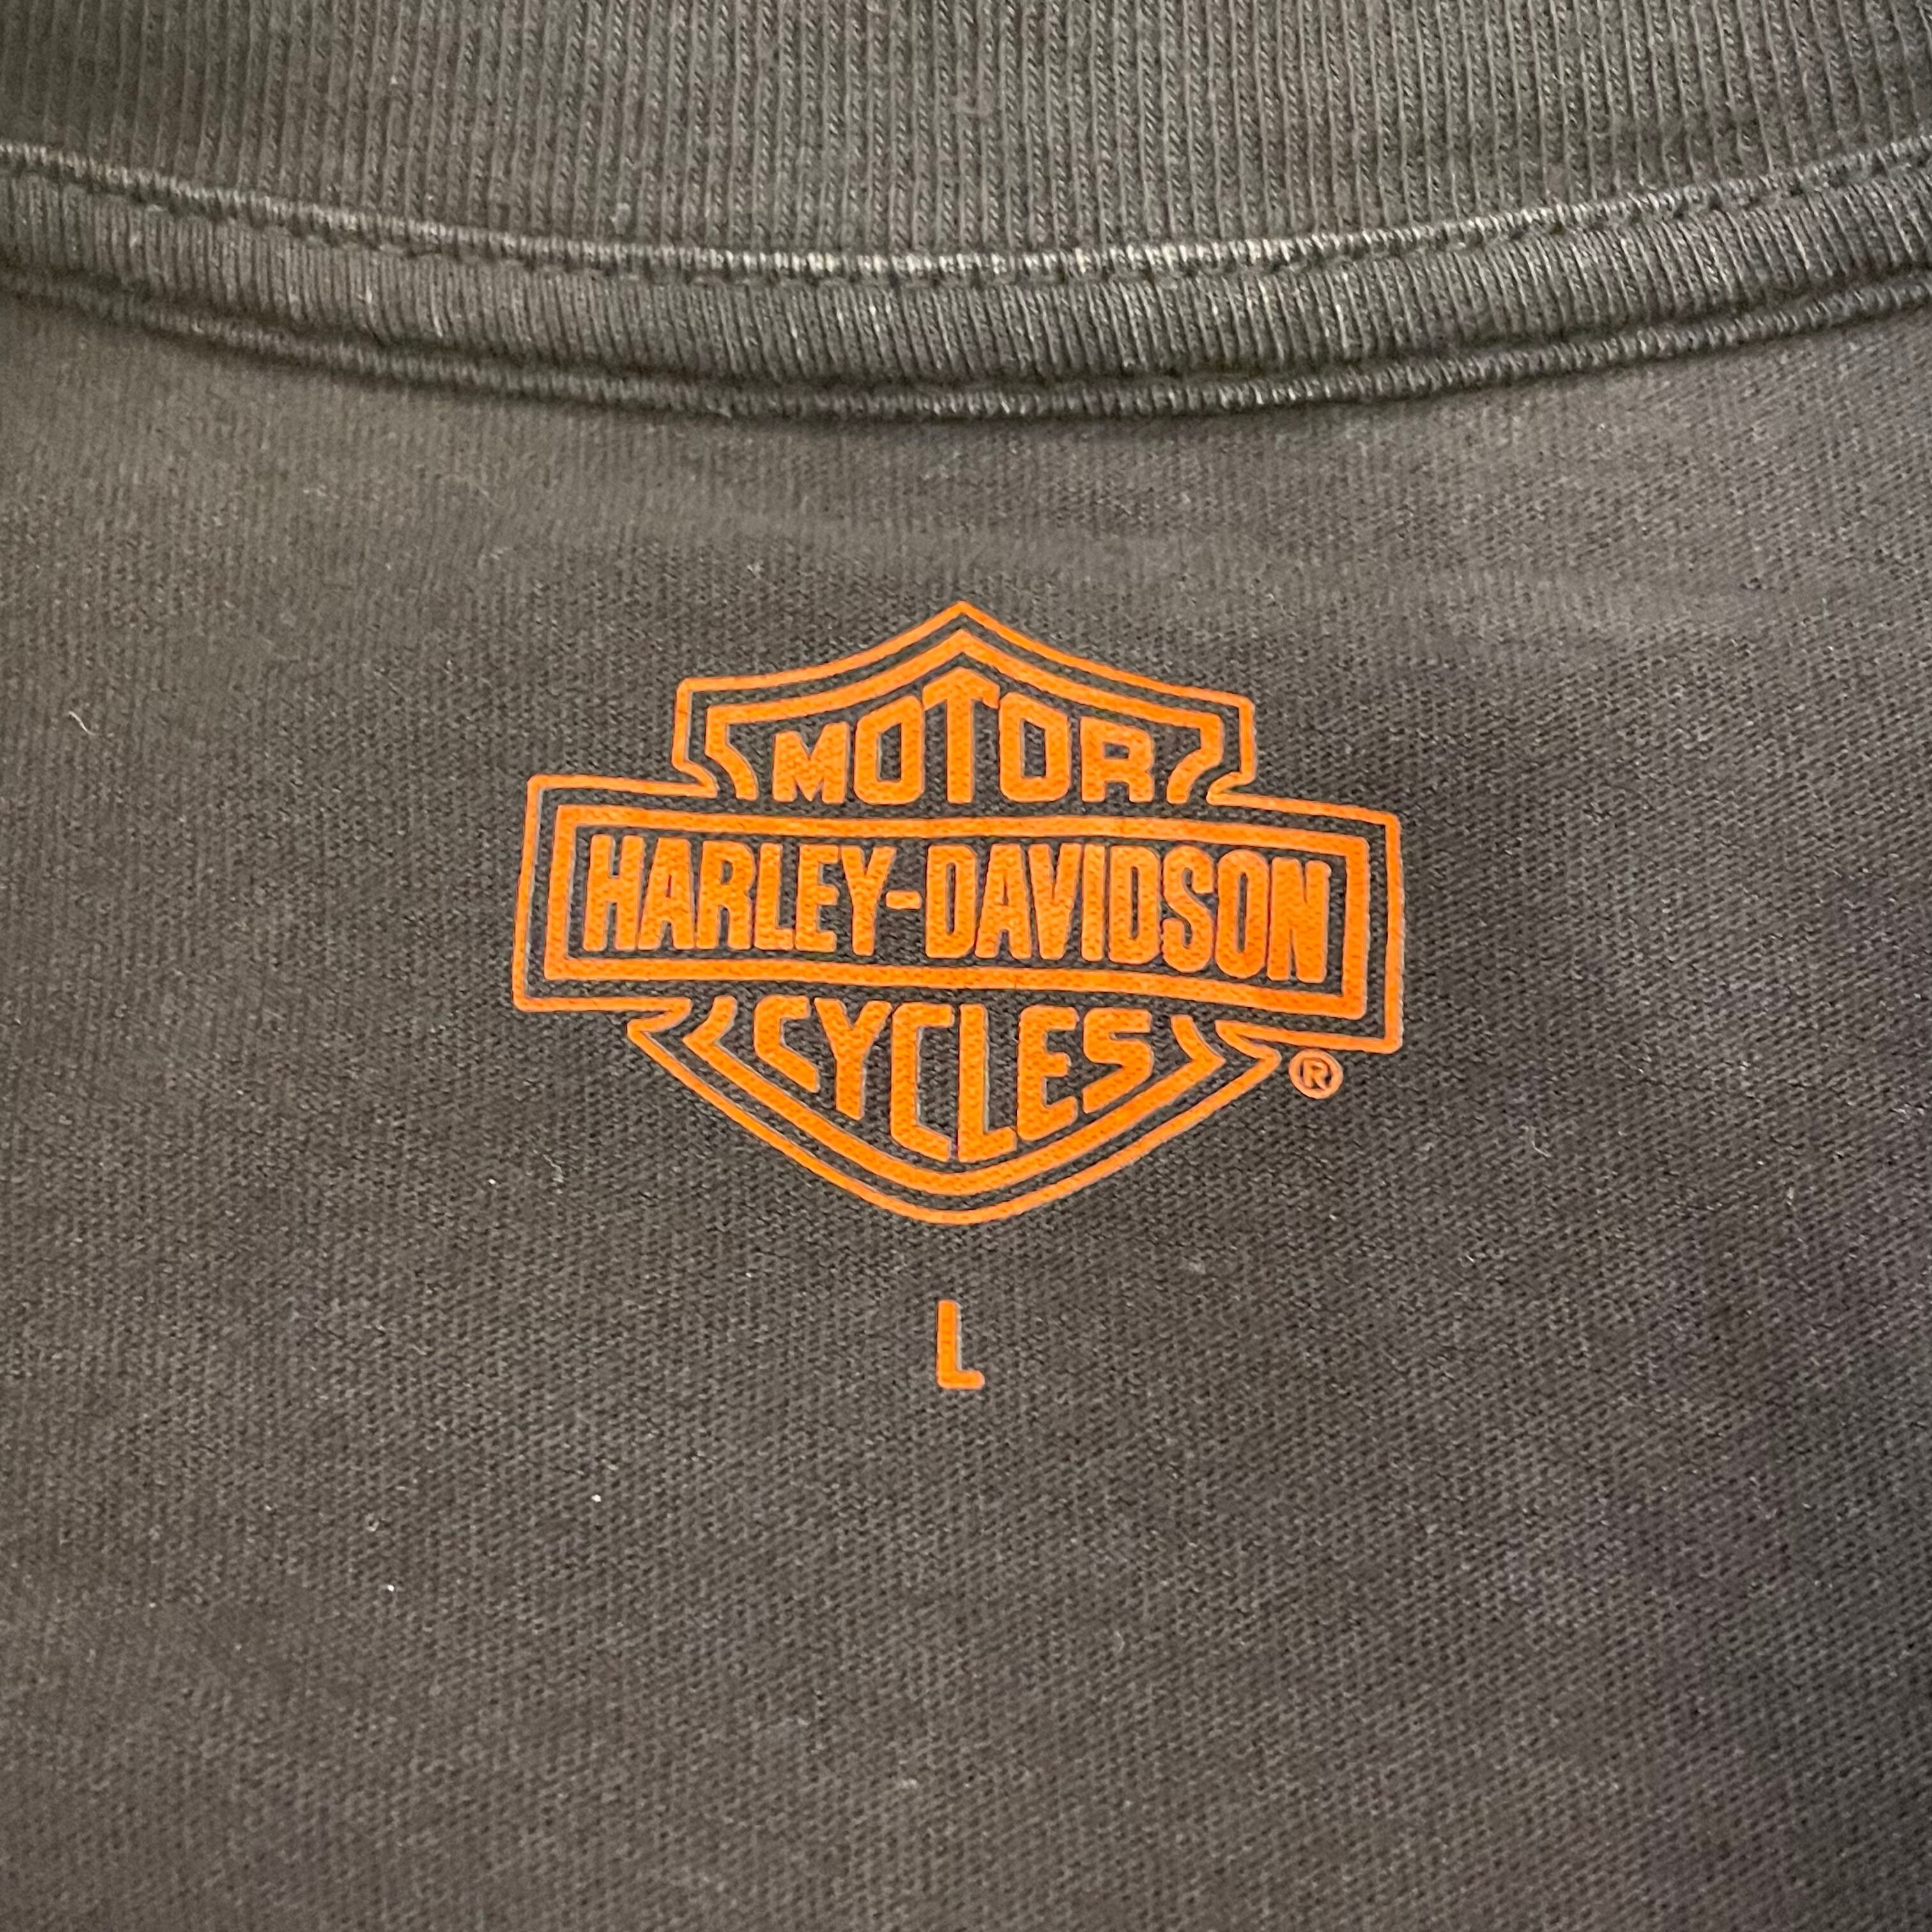 MOTOR
HARLEY-DAVIDSON
CYCLES
®
L